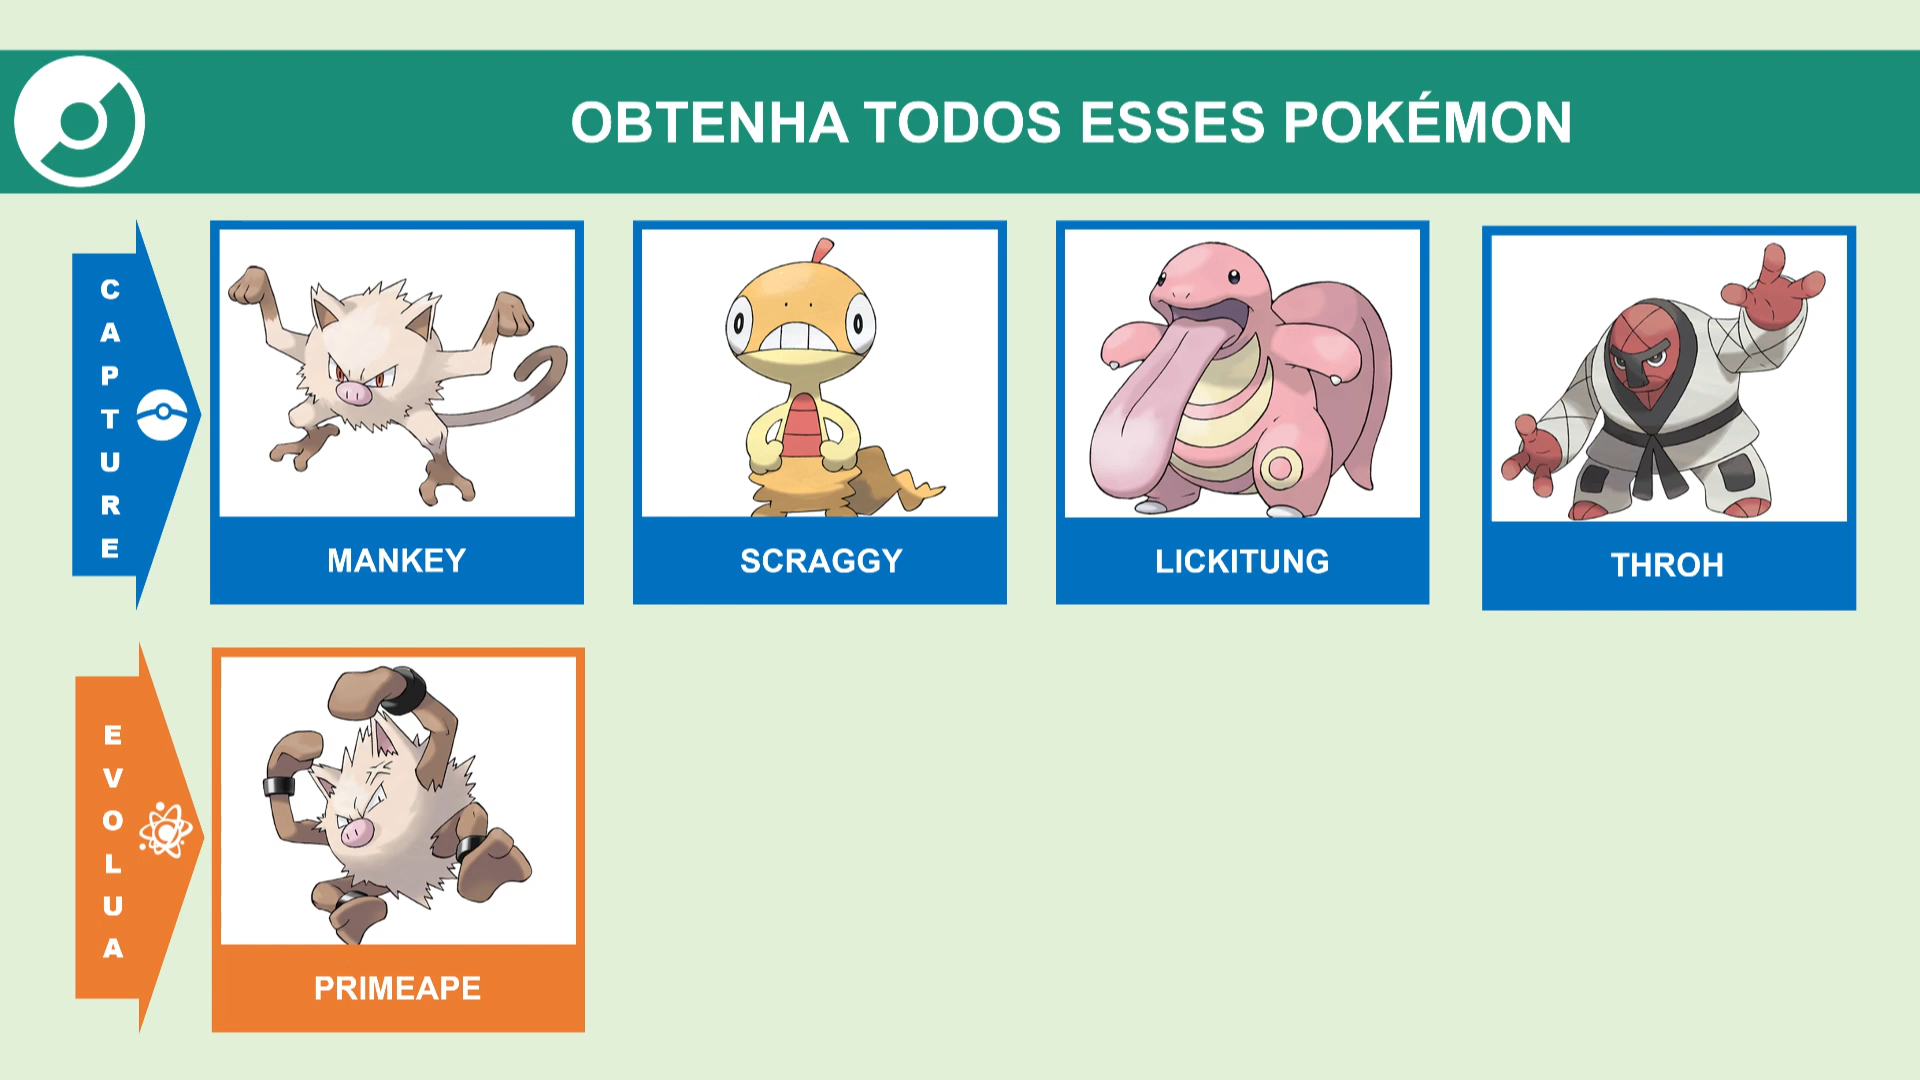 OBTENHA TODOS ESSES POKÉMON
CAPTURE
MANKEY
SCRAGGY
LICKITUNG
THROH
EVOLUA
PRIMEAPE